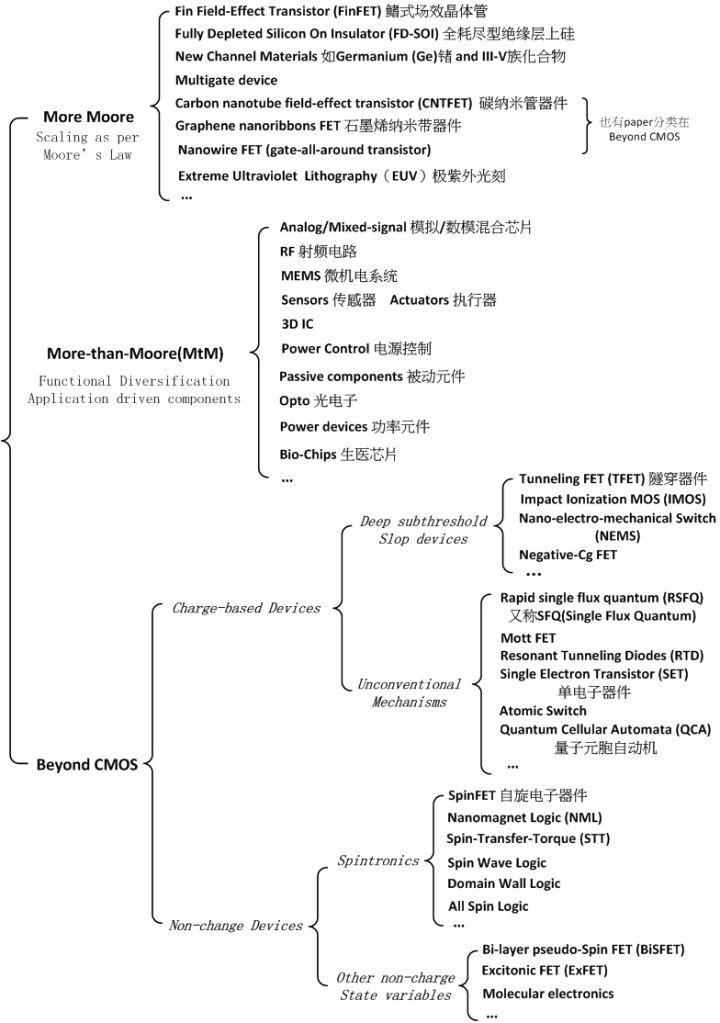 Fin Field-Effect Transistor (FinFET) 鳍式场效晶体管
Fully Depleted Silicon On Insulator (FD-SOI) 全耗尽型绝缘层上硅
New Channel Materials 如Germanium (Ge)锗 and III-V族化合物
Multigate device
More Moore
Scaling as per
Moore's Law
Carbon nanotube field-effect transistor (CNTFET) 碳纳米管器件
Graphene nanoribbons FET 石墨烯纳米带器件
Nanowire FET (gate-all-around transistor)
也有paper分类在
Beyond CMOS
Extreme Ultraviolet Lithography（EUV）极紫外光刻
...
Analog/Mixed-signal 模拟/数模混合芯片
RF 射频电路
MEMS 微机电系统
Sensors 传感器 Actuators 执行器
3D IC
More-than-Moore(MtM)
Functional Diversification
Application driven components
Power Control 电源控制
Passive components 被动元件
Opto 光电子
Power devices 功率元件
Bio-Chips 生医芯片
...
Beyond CMOS
Charge-based Devices
Deep subthreshold
Slop devices
Tunneling FET (TFET) 隧穿器件
Impact Ionization MOS (IMOS)
Nano-electro-mechanical Switch
(NEMS)
Negative-Cg FET
...
Unconventional
Mechanisms
Rapid single flux quantum (RSFQ)
又称SFQ(Single Flux Quantum)
Mott FET
Resonant Tunneling Diodes (RTD)
Single Electron Transistor (SET)
单电子器件
Atomic Switch
Quantum Cellular Automata (QCA)
量子元胞自动机
...
Non-change Devices
Spintronics
SpinFET 自旋电子器件
Nanomagnet Logic (NML)
Spin-Transfer-Torque (STT)
Spin Wave Logic
Domain Wall Logic
All Spin Logic
...
Other non-charge
State variables
Bi-layer pseudo-Spin FET (BiSFET)
Excitonic FET (ExFET)
Molecular electronics
...